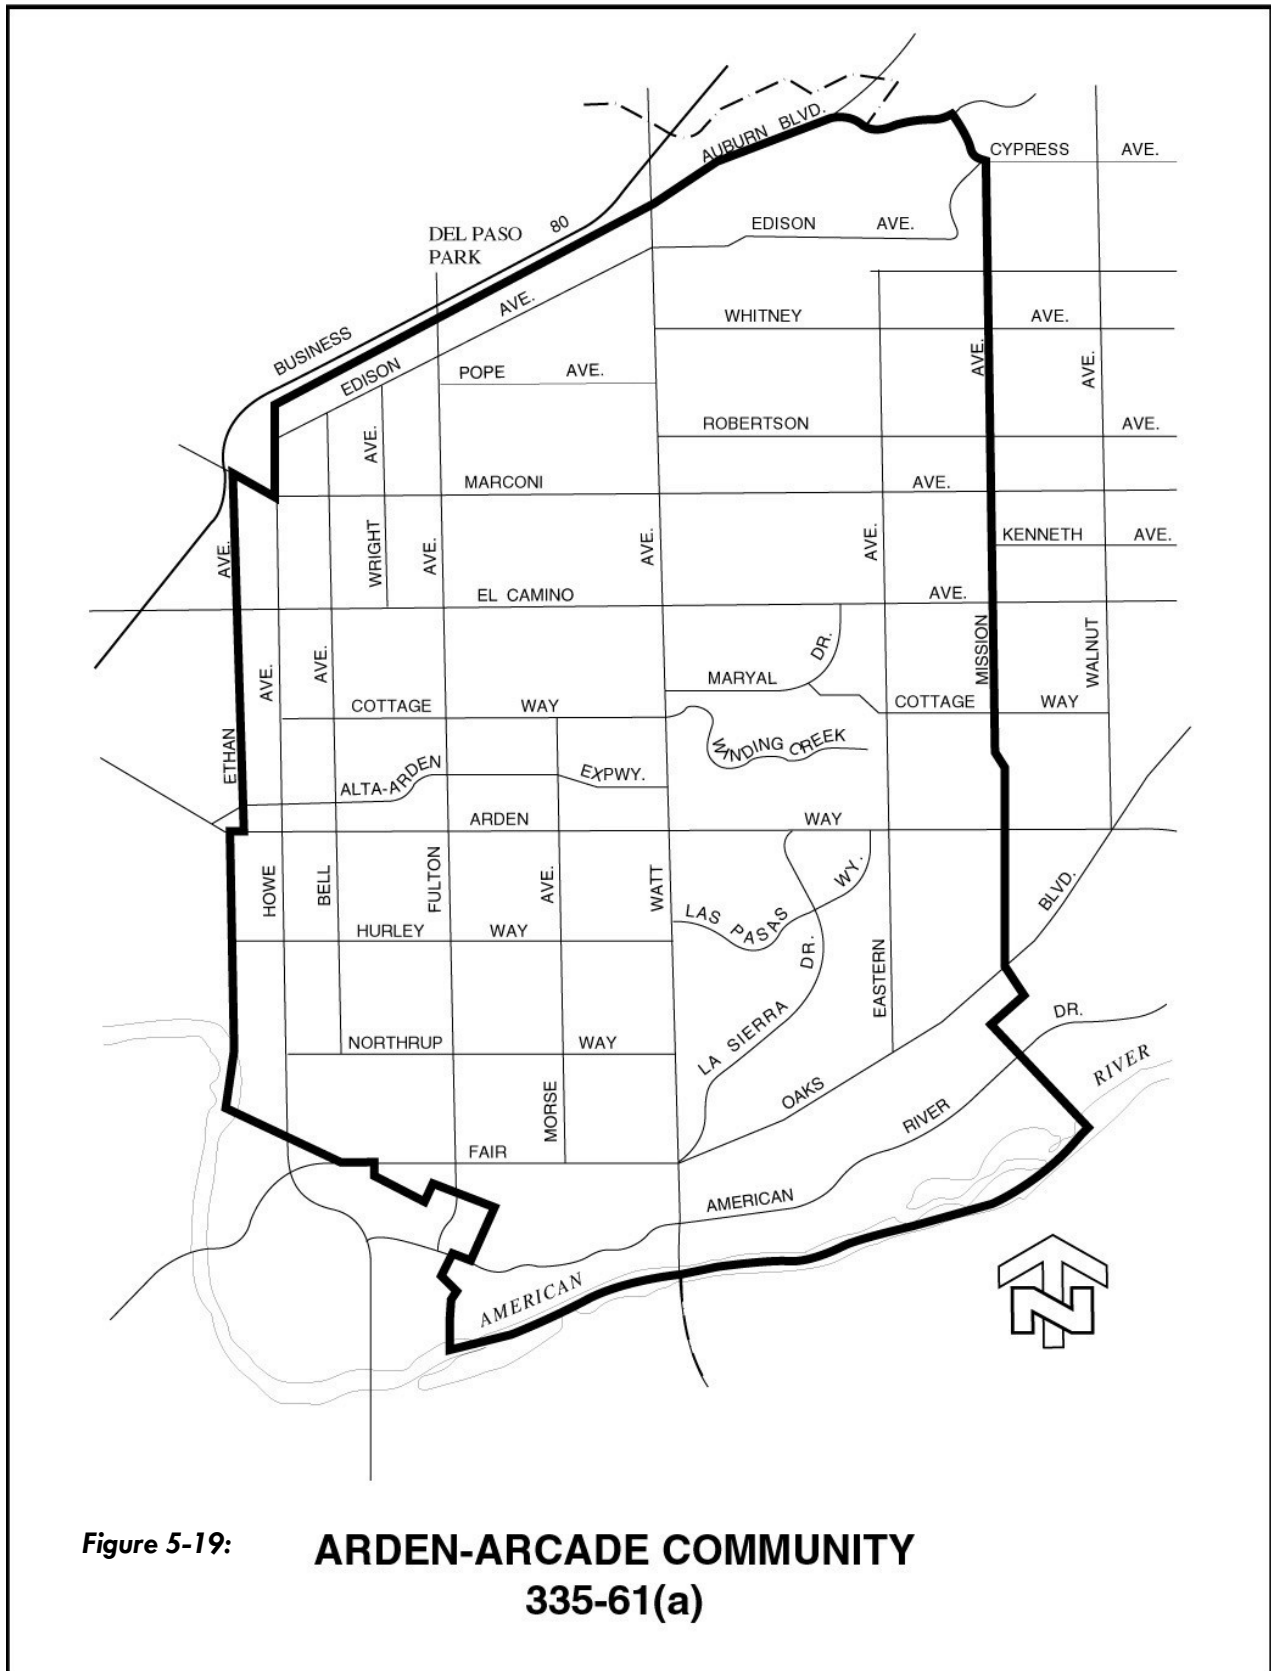 AUBURN BLVD.
CYPRESS AVE.
DEL PASO
PARK
80
EDISON AVE.
BUSINESS
EDISON AVE.
WHITNEY AVE.
POPE AVE.
AVE.
AVE.
ROBERTSON AVE.
AVE.
MARCONI AVE.
KENNETH AVE.
AVE.
WRIGHT
AVE.
AVE.
AVE.
EL CAMINO AVE.
AVE.
AVE.
MARYAL DR.
MISSION
WALNUT
COTTAGE WAY
COTTAGE WAY
WINDING CREEK
ETHAN
ALTA-ARDEN EXPWY.
ARDEN WAY
HOWE
BELL
FULTON
AVE.
WATT
LAS PASAS WY.
BLVD.
HURLEY WAY
DR.
EASTERN
LA SIERRA
NORTHRUP WAY
DR.
RIVER
OAKS
MORSE
RIVER
FAIR
AMERICAN
AMERICAN
N
Figure 5-19:
ARDEN-ARCADE COMMUNITY
335-61(a)